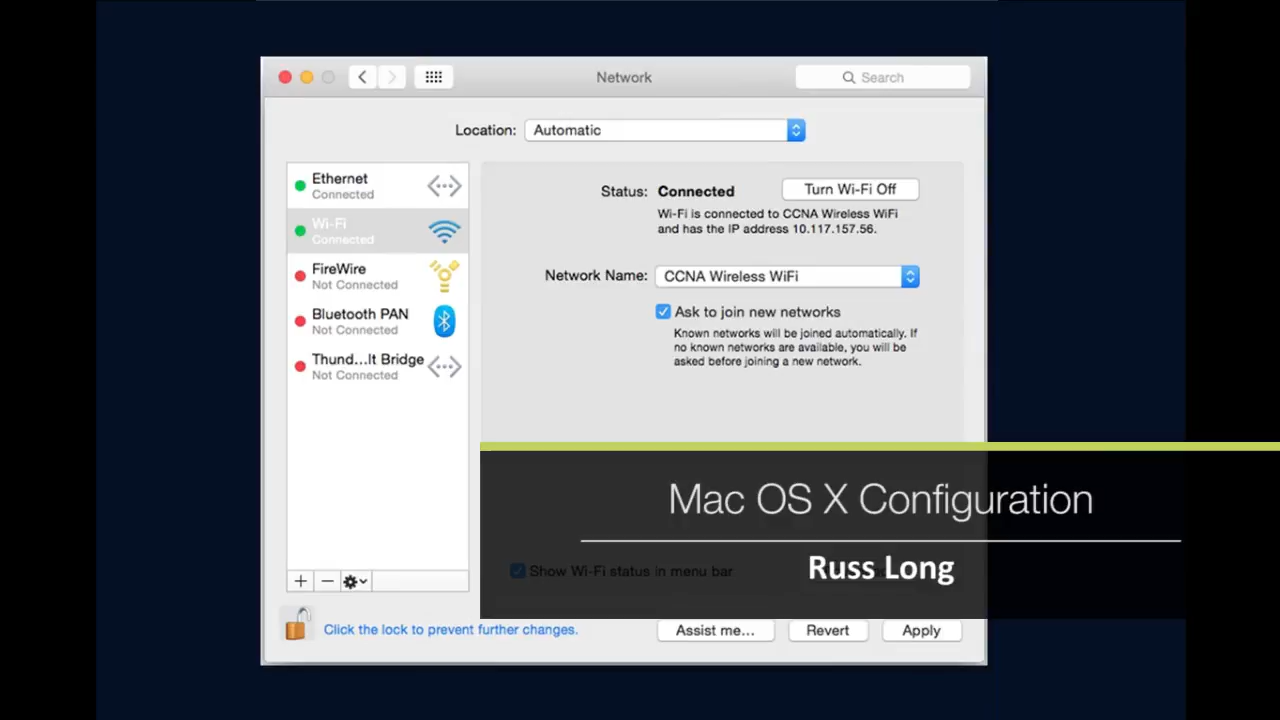 Network
Search
Location: Automatic
Ethernet
Connected
Wi-Fi
Connected
FireWire
Not Connected
Bluetooth PAN
Not Connected
Thund...lt Bridge
Not Connected
Status: Connected
Turn Wi-Fi Off
Wi-Fi is connected to CCNA Wireless WiFi
and has the IP address 10.117.157.56.
Network Name: CCNA Wireless WiFi
Ask to join new networks
Known networks will be joined automatically. If
no known networks are available, you will be
asked before joining a new network.
Mac OS X Configuration
Russ Long
Show Wi-Fi status in menu bar
Click the lock to prevent further changes.
Assist me...
Revert
Apply